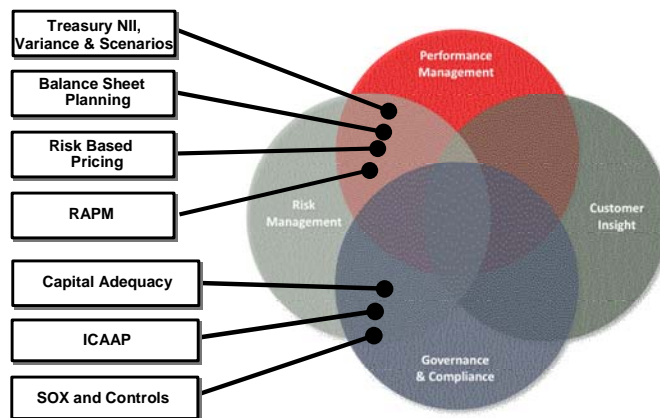 Treasury NII,
Variance & Scenarios
Balance Sheet
Planning
Risk Based
Pricing
RAPM
Capital Adequacy
ICAAP
SOX and Controls
Performance
Management
Risk
Management
Customer
Insight
Governance
& Compliance